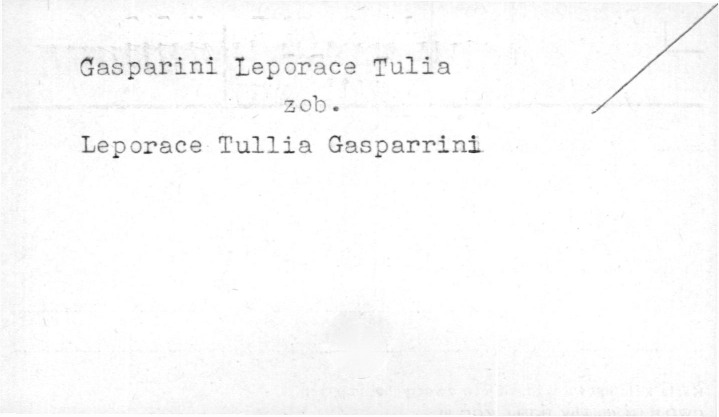 Gasparini Leporace Tulia
zob.
Leporace Tullia Gasparrini